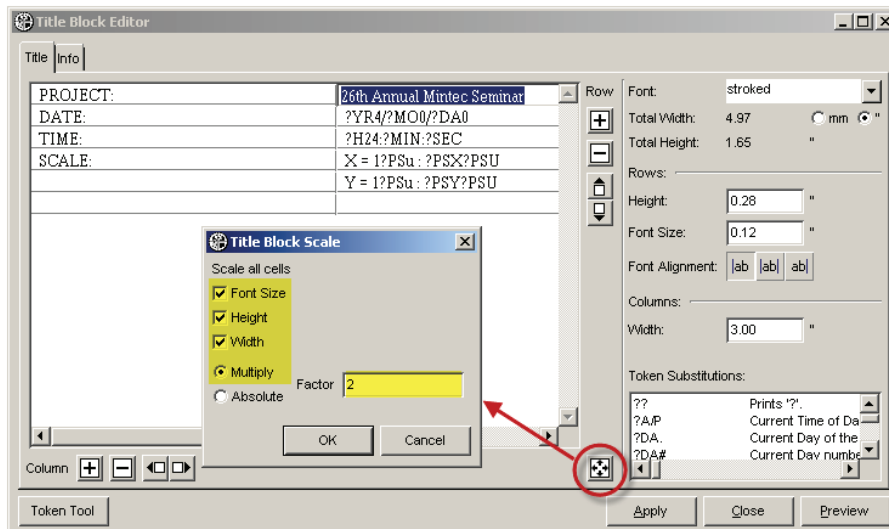 Title Block Editor
Title Info
PROJECT: 26th Annual Mintec Seminar
DATE: ?YR4/?MO0/?DA0
TIME: ?H24:?MIN:?SEC
SCALE: X = 1?PSu : ?PSX?PSU
Y = 1?PSu : ?PSY?PSU
Row
Font: stroked
Total Width: 4.97 mm "
Total Height: 1.65 "
Rows:
Height: 0.28 "
Font Size: 0.12 "
Font Alignment: |ab |ab| ab|
Columns:
Width: 3.00 "
Token Substitutions:
?? Prints '?'.
?A/P Current Time of Da
?DA. Current Day of the
?DA# Current Day numbe
Title Block Scale
Scale all cells
Font Size
Height
Width
Multiply
Absolute
Factor 2
OK Cancel
Column
Token Tool Apply Close Preview